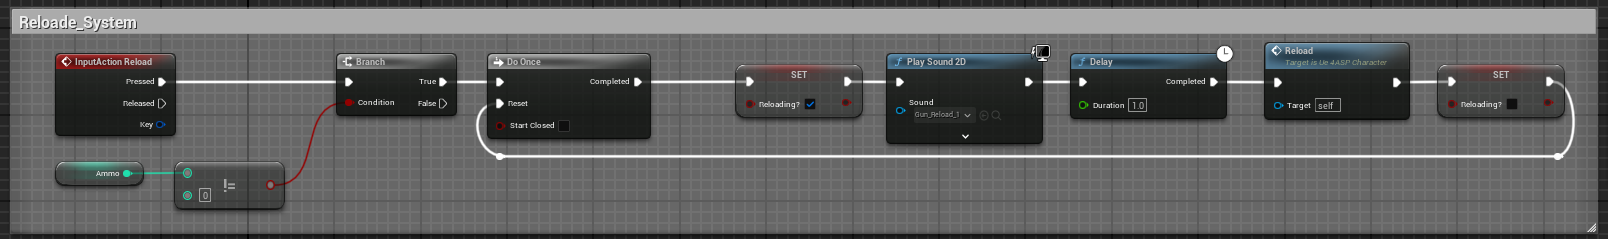 Reloade_System
InputAction Reload
Pressed
Released
Key
Ammo
0
!=
Branch
True
Condition
False
Do Once
Completed
Reset
Start Closed
SET
Reloading?
Play Sound 2D
Sound
Gun_Reload_1
Delay
Completed
Duration 1.0
Reload
Target is Ue 4ASP Character
Target self
SET
Reloading?